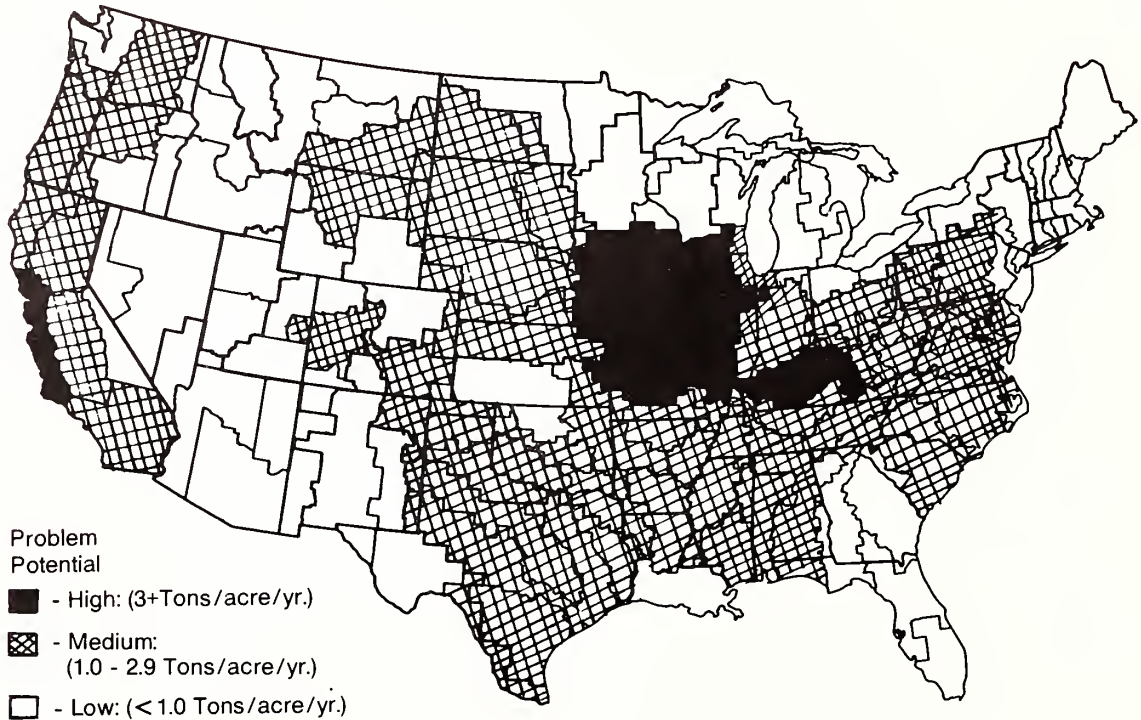 Problem
Potential
- High: (3+Tons/acre/yr.)
- Medium:
(1.0 - 2.9 Tons/acre/yr.)
- Low: (<1.0 Tons/acre/yr.)